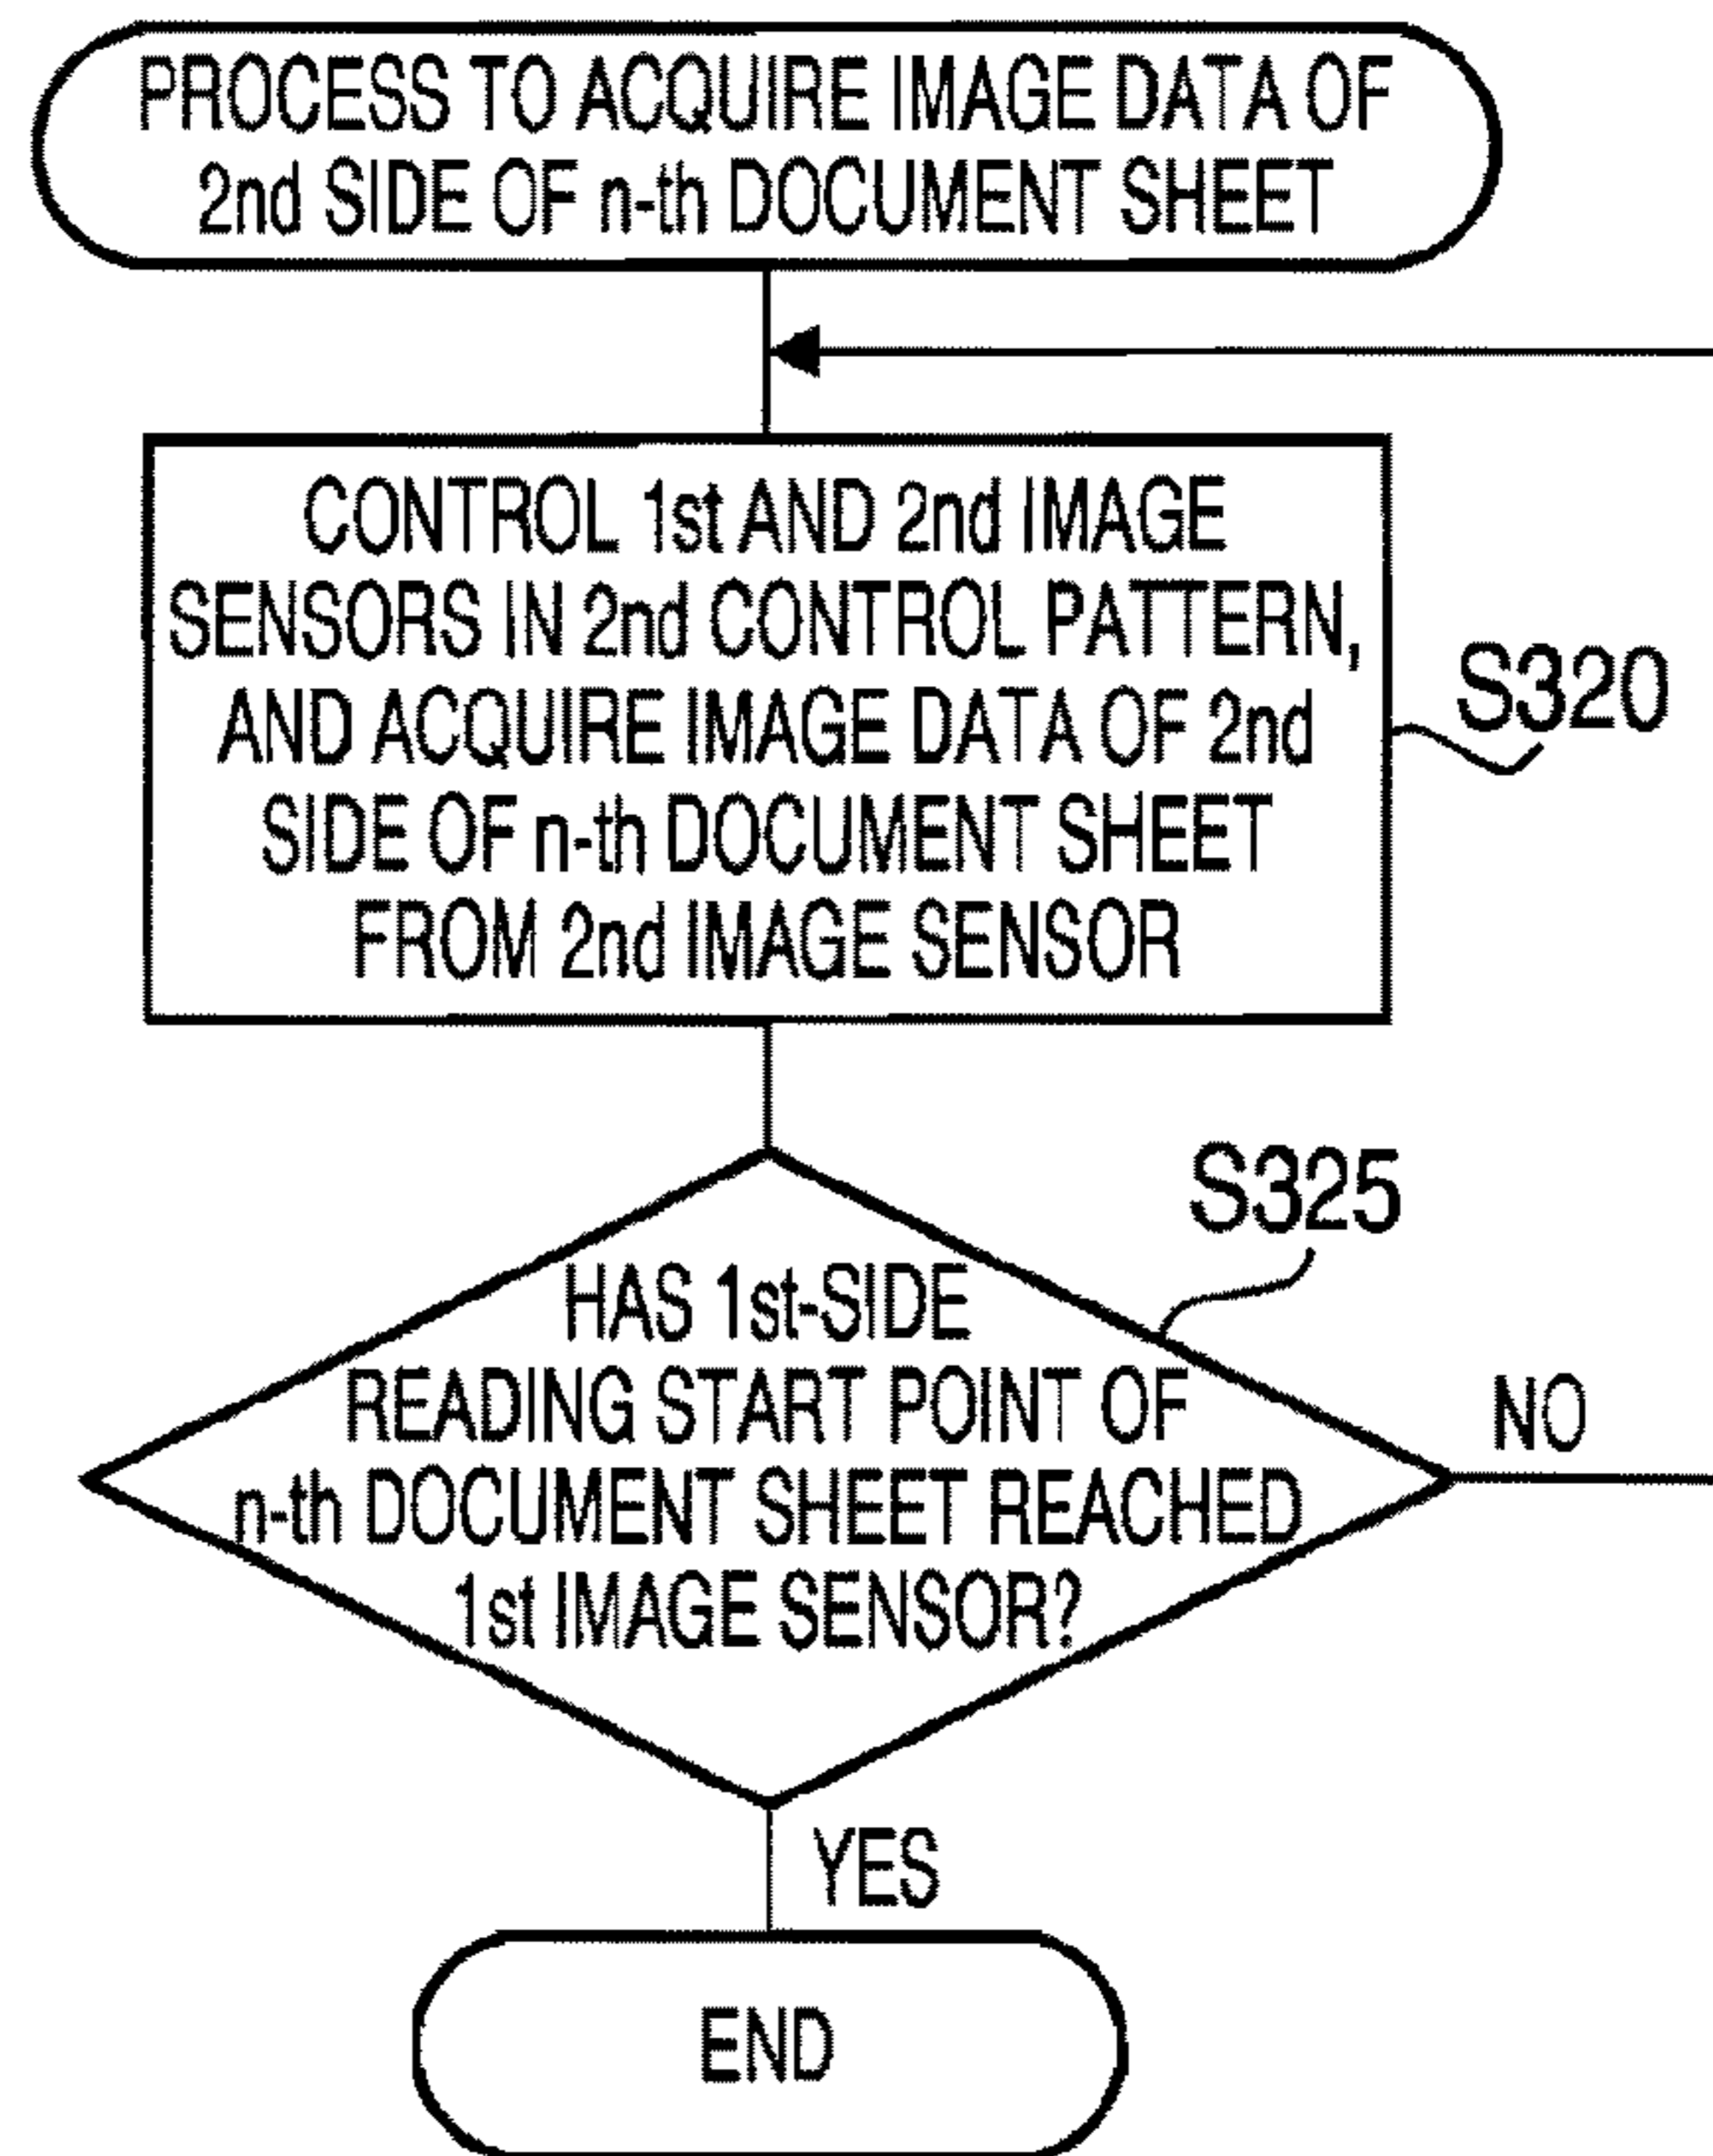 PROCESS TO ACQUIRE IMAGE DATA OF
2nd SIDE OF n-th DOCUMENT SHEET
CONTROL 1st AND 2nd IMAGE
SENSORS IN 2nd CONTROL PATTERN,
AND ACQUIRE IMAGE DATA OF 2nd
SIDE OF n-th DOCUMENT SHEET
FROM 2nd IMAGE SENSOR
S320
S325
HAS 1st-SIDE
READING START POINT OF
n-th DOCUMENT SHEET REACHED
1st IMAGE SENSOR?
NO
YES
END